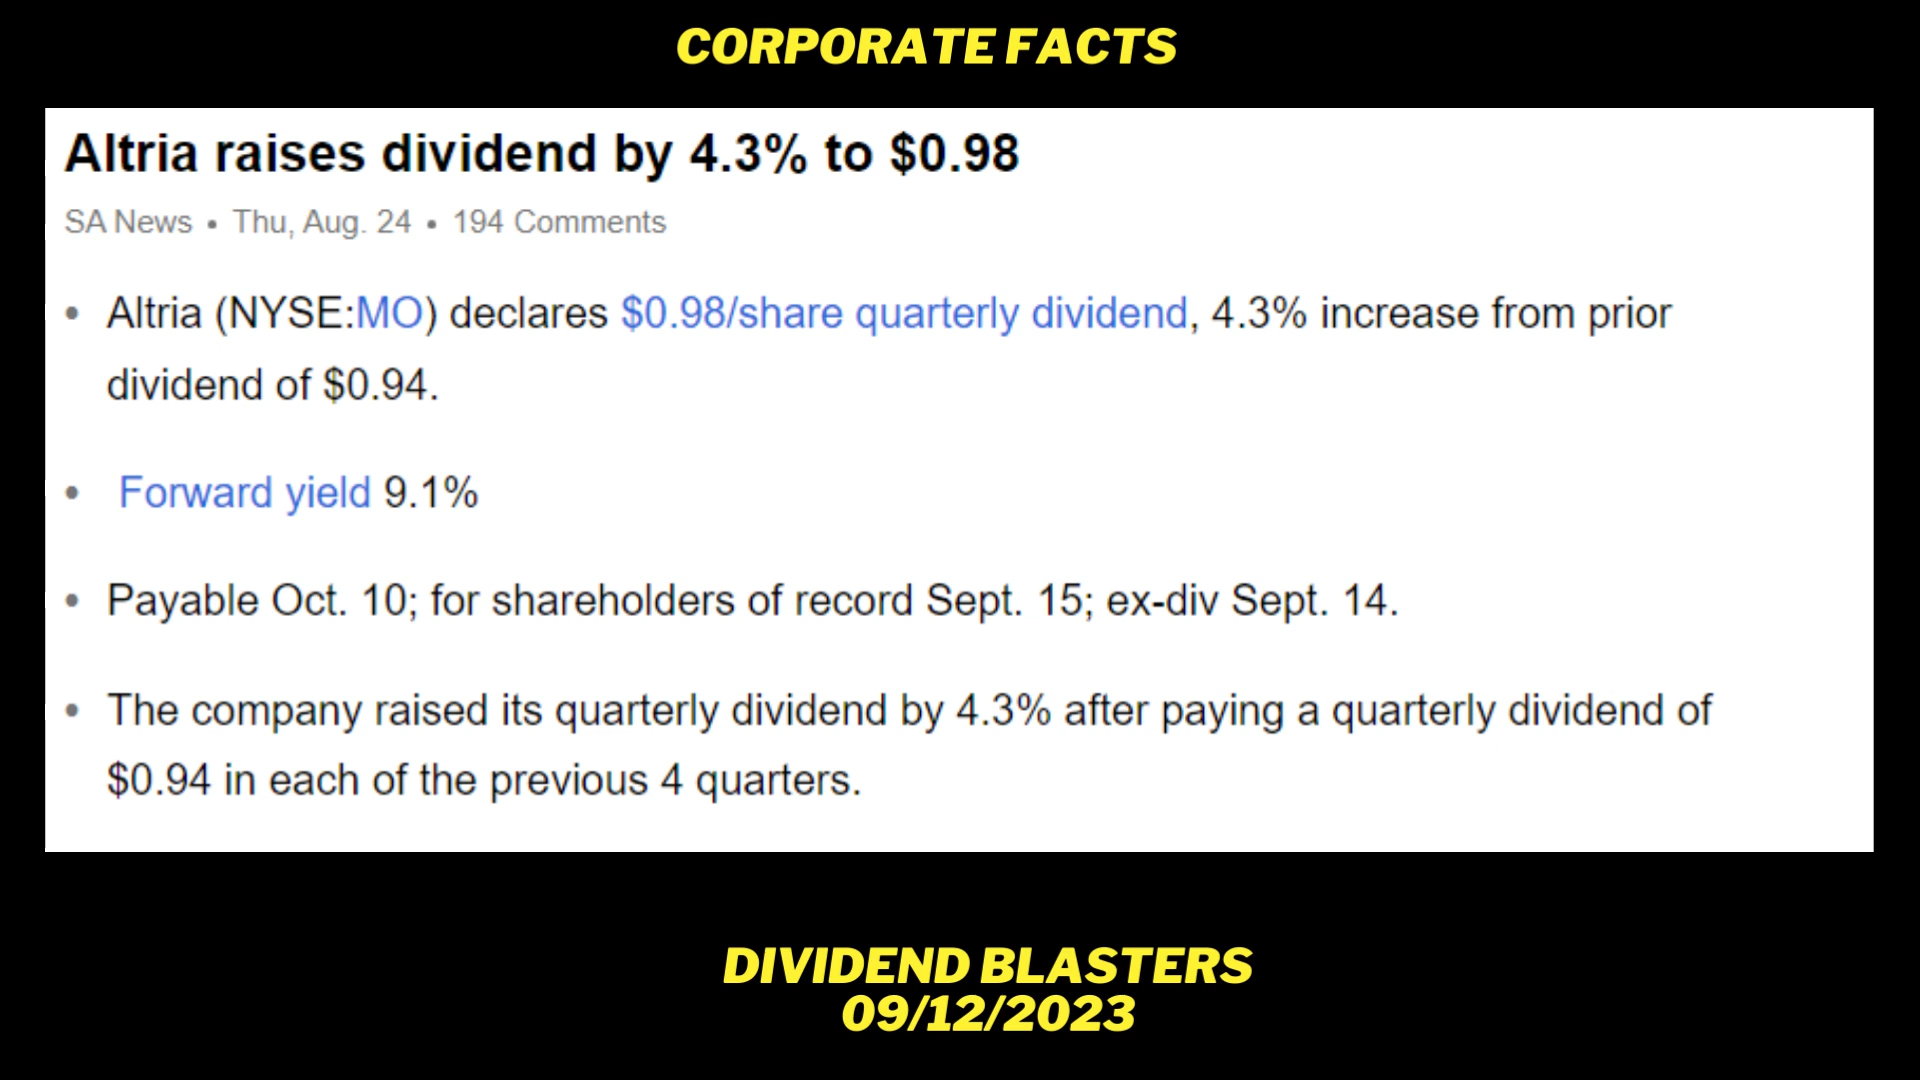 CORPORATE FACTS
Altria raises dividend by 4.3% to $0.98
SA News • Thu, Aug. 24 • 194 Comments
• Altria (NYSE:MO) declares $0.98/share quarterly dividend, 4.3% increase from prior
dividend of $0.94.
• Forward yield 9.1%
• Payable Oct. 10; for shareholders of record Sept. 15; ex-div Sept. 14.
• The company raised its quarterly dividend by 4.3% after paying a quarterly dividend of
$0.94 in each of the previous 4 quarters.
DIVIDEND BLASTERS
09/12/2023